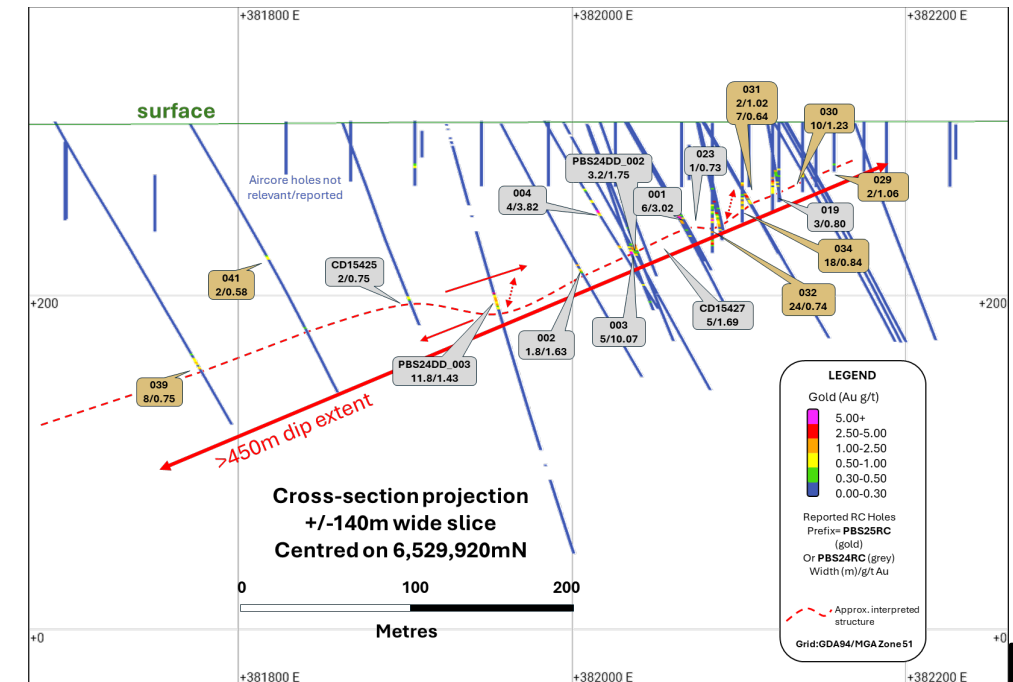 +381800 E
+382000 E
+382200 E
surface
031
2/1.02
7/0.64
030
10/1.23
PBS24DD_002
3.2/1.75
023
1/0.73
Aircore holes not
relevant/reported
004
4/3.82
001
6/3.02
029
2/1.06
019
3/0.80
034
18/0.84
041
2/0.58
CD15425
2/0.75
+200
+200
032
24/0.74
CD15427
5/1.69
002
1.8/1.63
003
5/10.07
PBS24DD_003
11.8/1.43
039
8/0.75
>450m dip extent
LEGEND
Gold (Au g/t)
5.00+
2.50-5.00
1.00-2.50
0.50-1.00
0.30-0.50
0.00-0.30
Reported RC Holes
Prefix= PBS25RC
(gold)
Or PBS24RC (grey)
Width (m)/g/t Au
Approx. interpreted
structure
Grid:GDA94/MGA Zone 51
Cross-section projection
+/-140m wide slice
Centred on 6,529,920mN
0
100
200
Metres
+0
+0
+381800 E
+382000 E
+382200 E